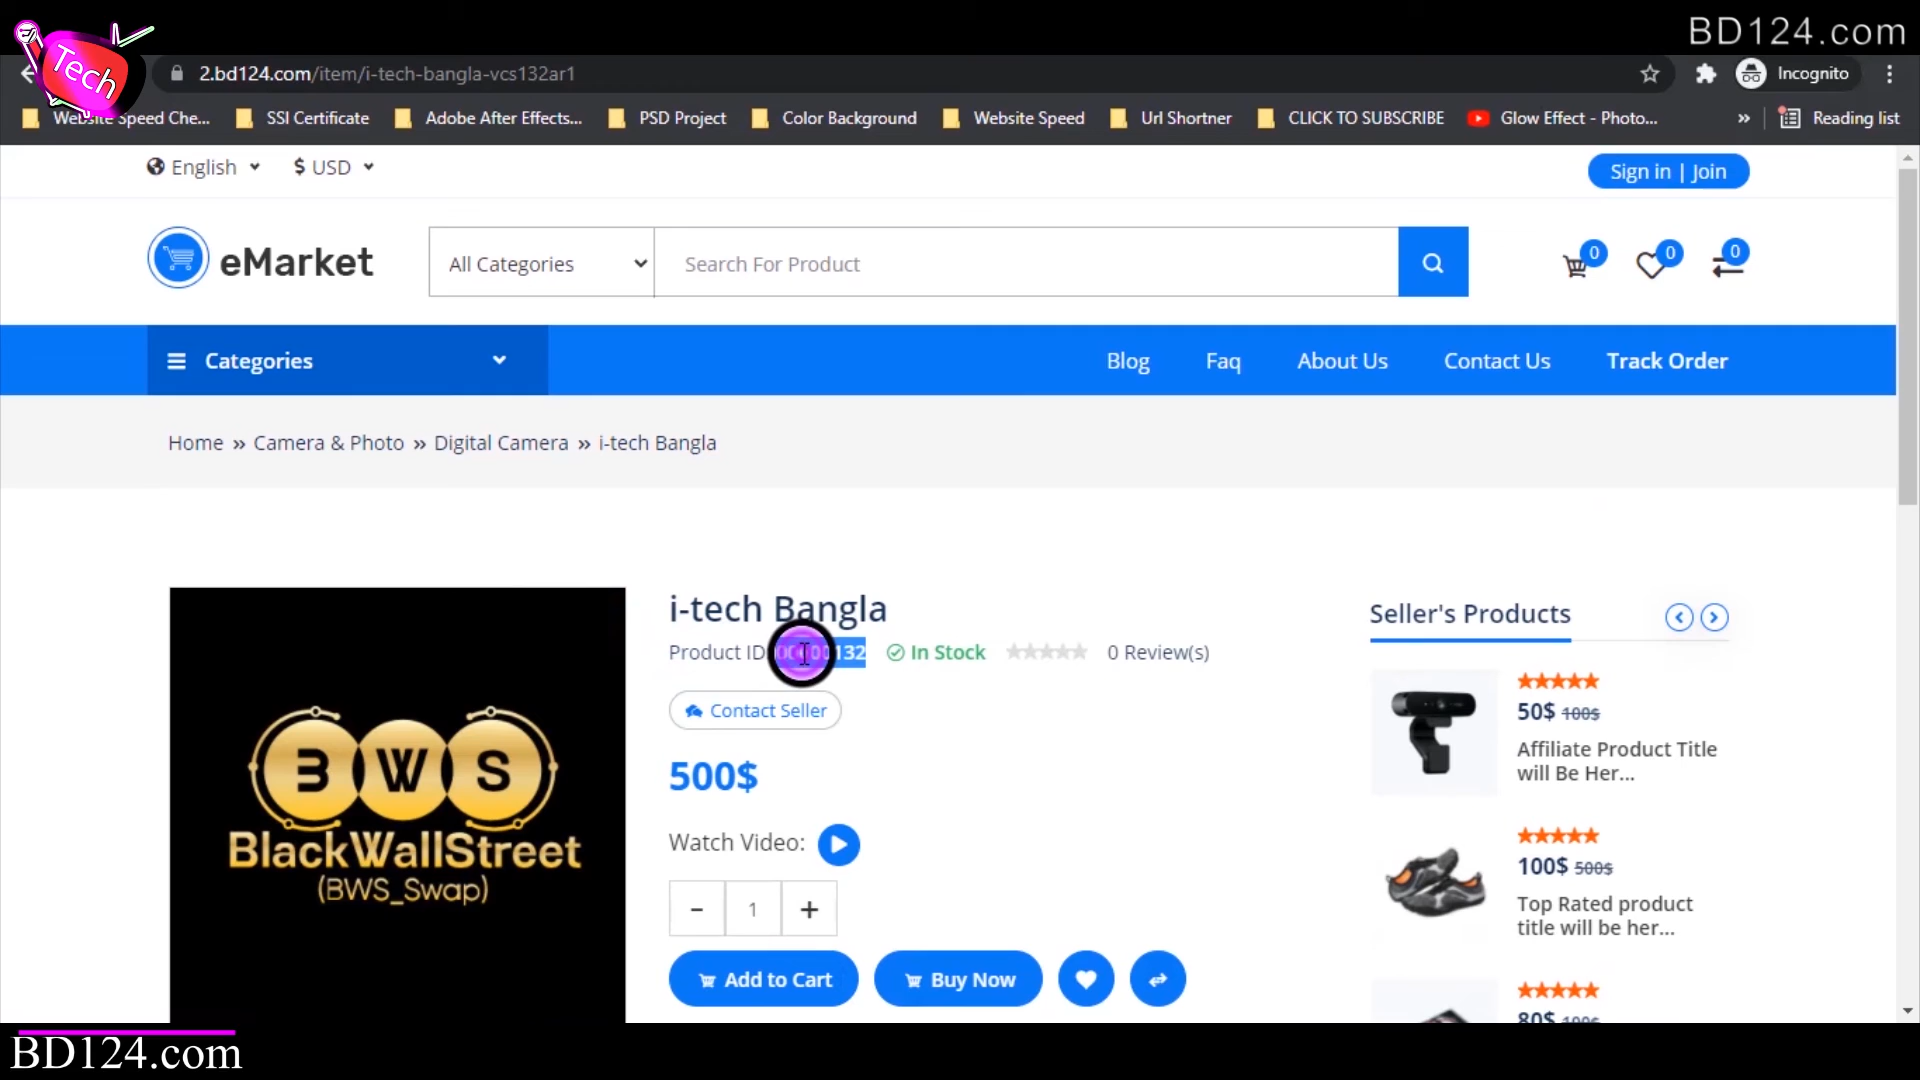 BD124.com
Tech
2.bd124.com/item/i-tech-bangla-vcs132ar1
Incognito
Website Speed Che...
SSl Certificate
Adobe After Effects...
PSD Project
Color Background
Website Speed
Url Shortner
CLICK TO SUBSCRIBE
Glow Effect - Photo...
»
Reading list
English
$ USD
Sign in | Join
eMarket
All Categories
Search For Product
0
0
0
Categories
Blog
Faq
About Us
Contact Us
Track Order
Home » Camera & Photo » Digital Camera » i-tech Bangla
BWS
BlackWallStreet
(BWS_Swap)
i-tech Bangla
Product ID
132
In Stock
0 Review(s)
Contact Seller
500$
Watch Video:
- 1 +
Add to Cart
Buy Now
Seller's Products
50$ 100$
Affiliate Product Title
will Be Her...
100$ 500$
Top Rated product
title will be her...
80$ 100$
BD124.com